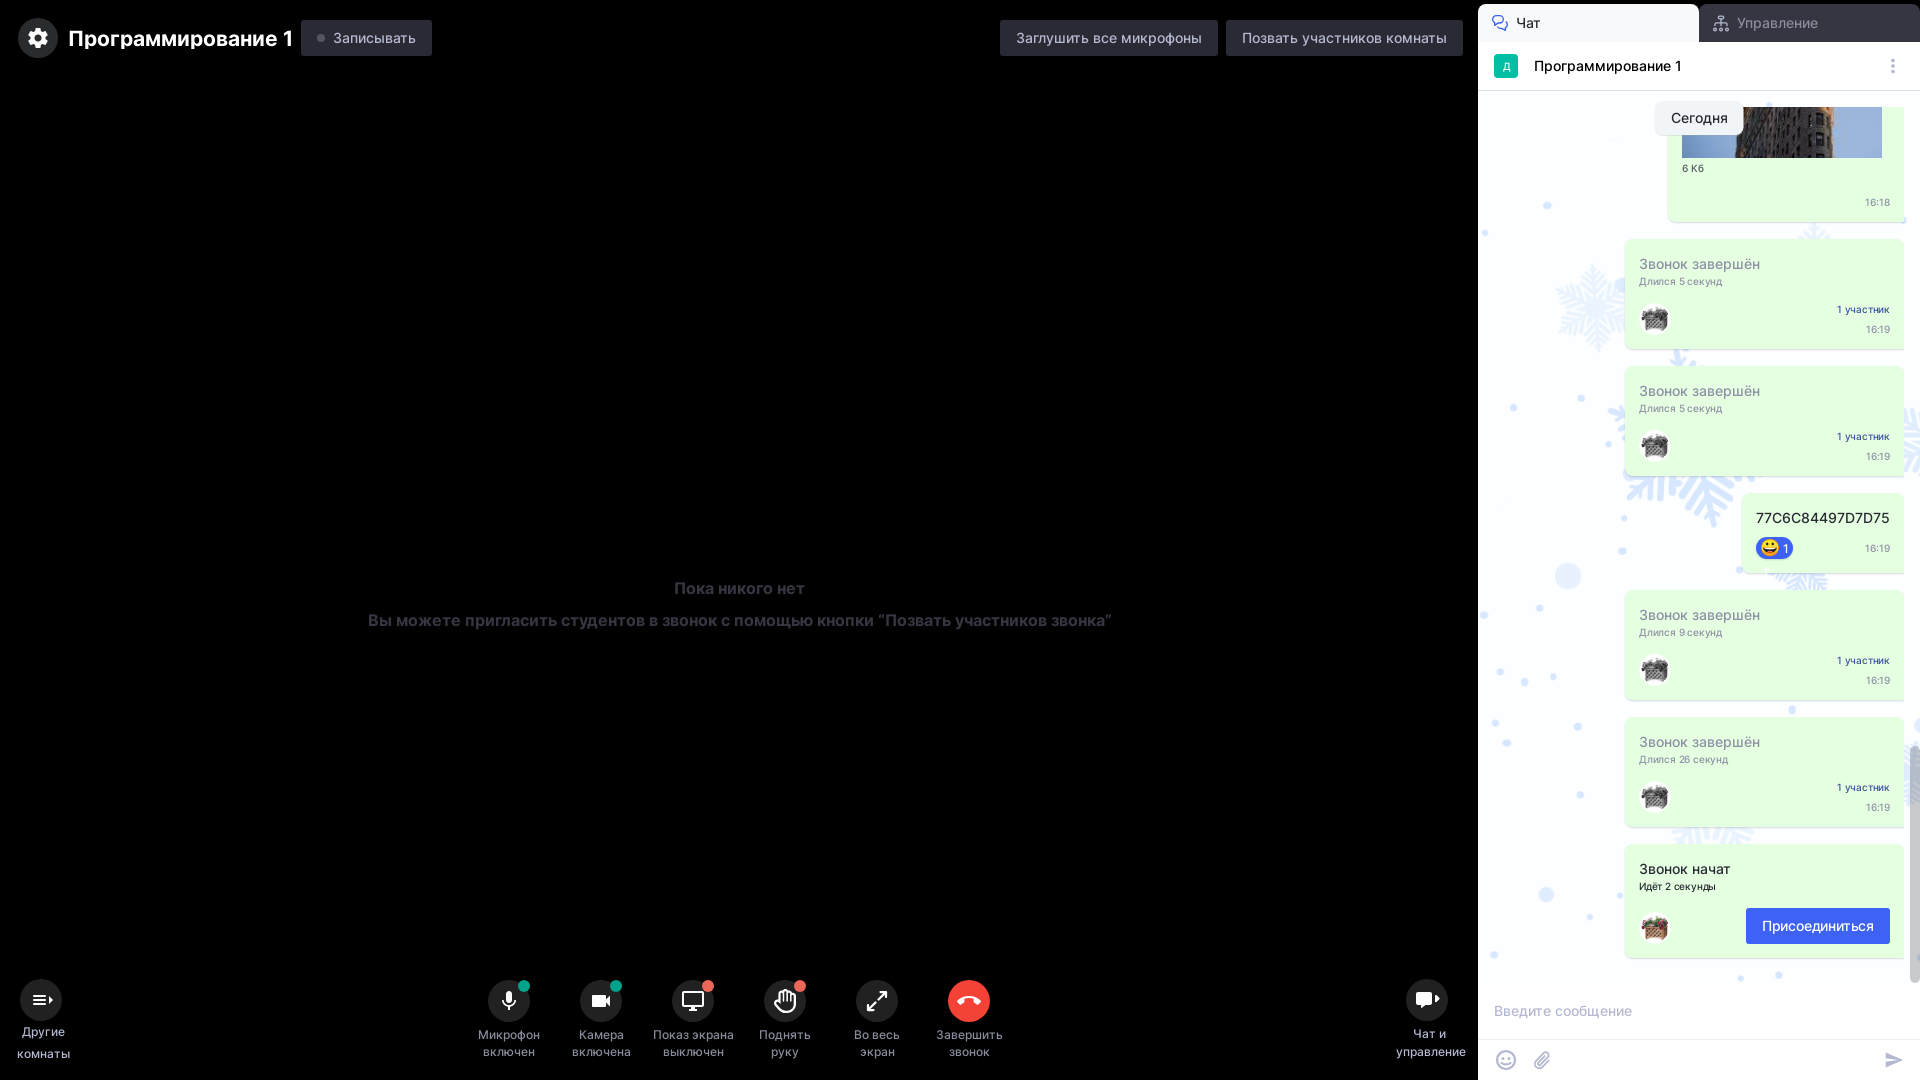 Программирование 1
Записывать
Заглушить все микрофоны
Позвать участников комнаты
Пока никого нет
Вы можете пригласить студентов в звонок с помощью кнопки “Позвать участников звонка”
Другие
комнаты
Микрофон
включен
Камера
включена
Показ экрана
выключен
Поднять
руку
Во весь
экран
Завершить
звонок
Чат и
управление
Чат
Управление
Д
Программирование 1
Сегодня
6 Кб
16:18
Звонок завершён
Длился 5 секунд
1 участник
16:19
Звонок завершён
Длился 5 секунд
1 участник
16:19
77C6C84497D7D75
1
16:19
Звонок завершён
Длился 9 секунд
1 участник
16:19
Звонок завершён
Длился 26 секунд
1 участник
16:19
Звонок начат
Идёт 2 секунды
Присоединиться
Введите сообщение